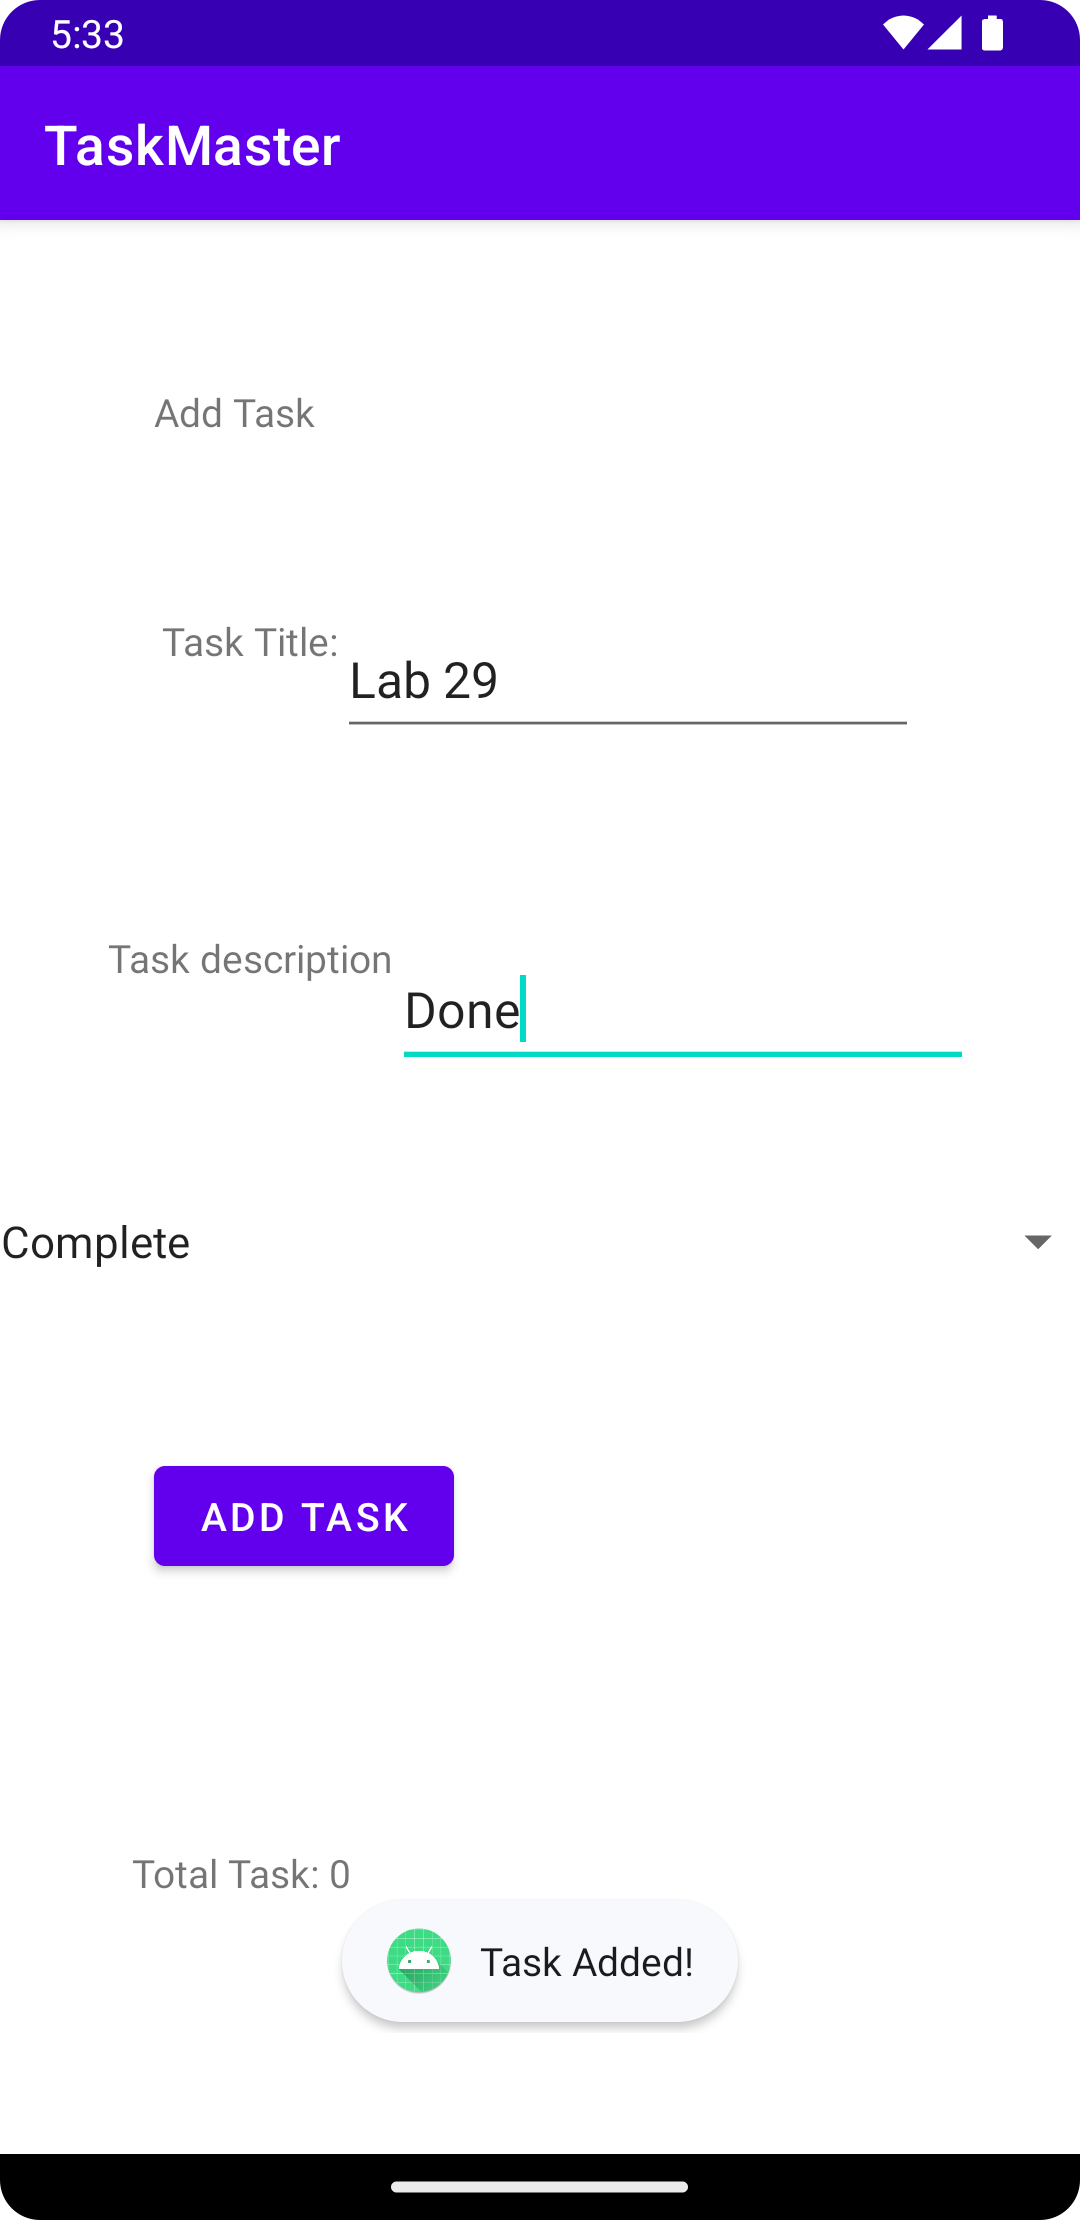 5:33
TaskMaster
Add Task
Task Title:
Lab 29
Task description
Done
Complete
ADD TASK
Total Task: 0
Task Added!